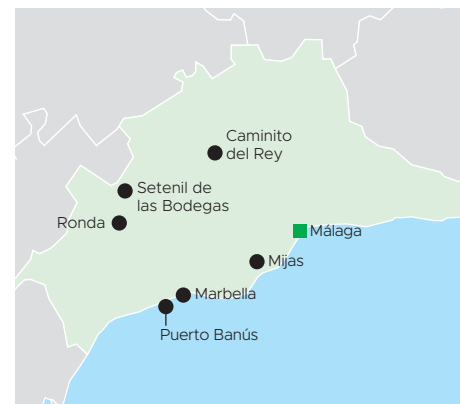 Caminito
del Rey
Setenil de
las Bodegas
Ronda
Málaga
Mijas
Marbella
Puerto Banús